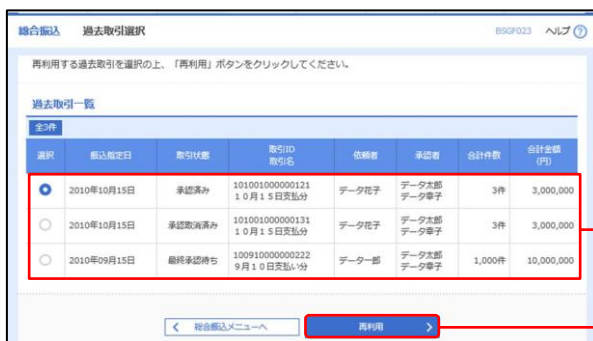 総合振込 過去取引選択 BSGF023 ヘルプ ?
再利用する過去取引を選択の上、「再利用」ボタンをクリックしてください。
過去取引一覧
全3件
選択 振込指定日 取引状態 取引ID 取引名 依頼者 承認者 合計件数 合計金額 (円)
2010年10月15日 承認済み 101001000000121 データ花子 データ太郎 3件 3,000,000
10月15日支払分 データ幸子
2010年10月15日 承認取消済み 101001000000131 データ花子 データ太郎 3件 3,000,000
10月15日支払分 データ幸子
2010年09月15日 最終承認待ち 100910000000222 データ一郎 データ太郎 1,000件 10,000,000
9月10日支払い分 データ幸子
< 総合振込メニューへ 再利用 >